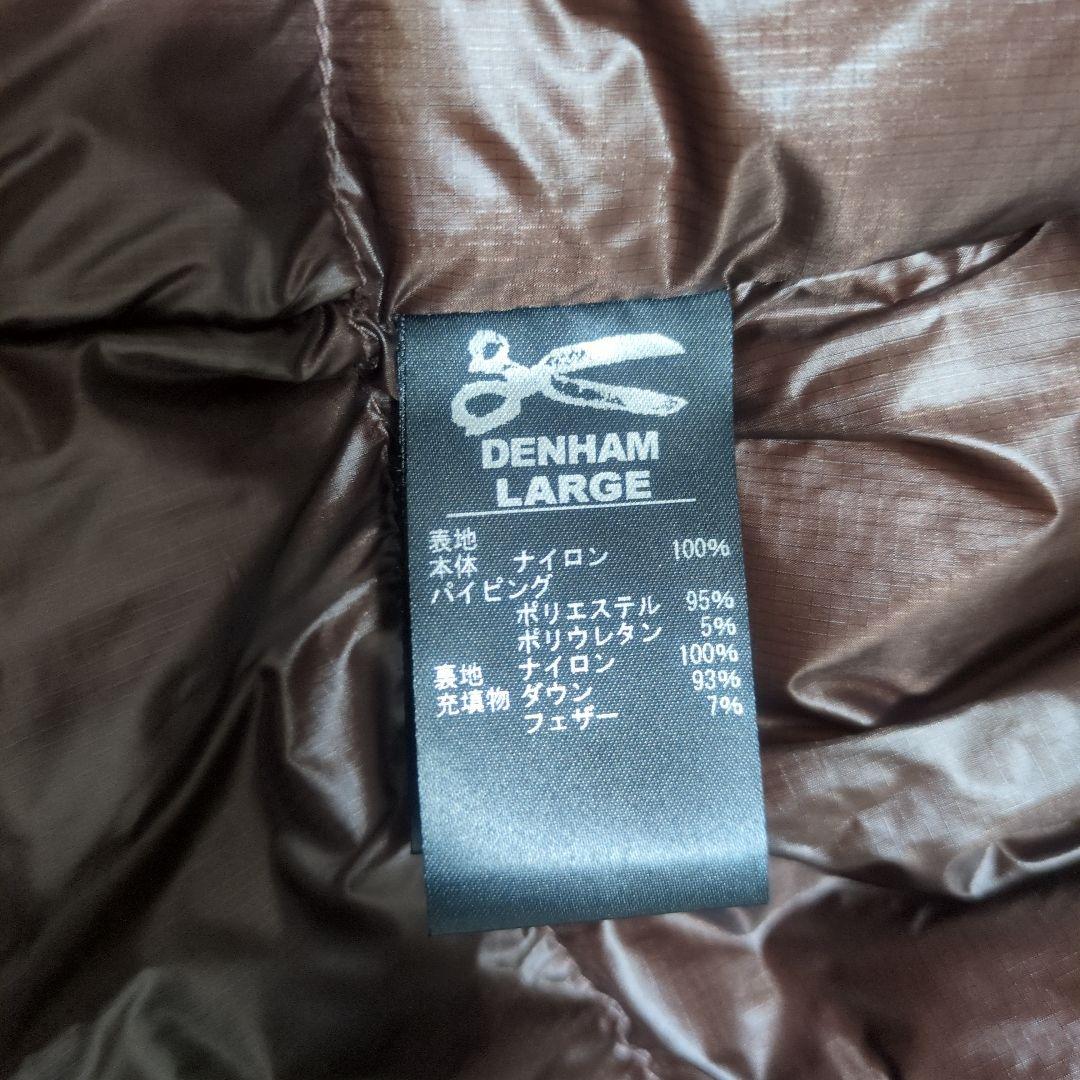 DENHAM
LARGE
表地
本体 ナイロン 100%
パイピング
ポリエステル 95%
ポリウレタン 5%
裏地 ナイロン 100%
充填物 ダウン 93%
フェザー 7%